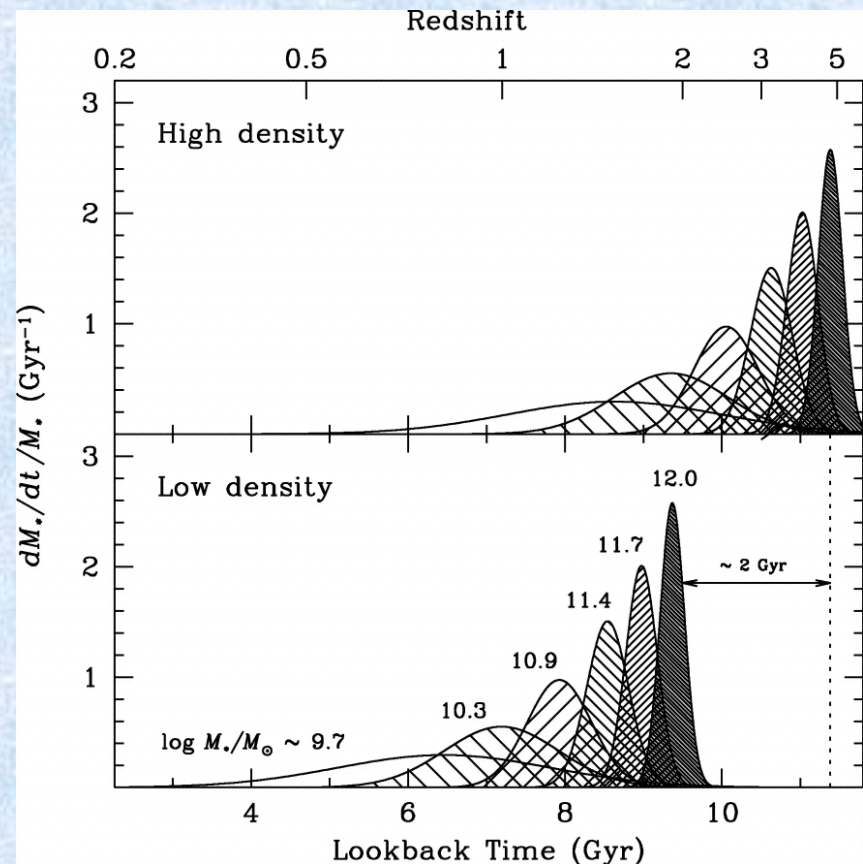 Redshift
0.2 0.5 1 2 3 5
3
High density
2
1
dM⋆/dt/M⋆ (Gyr⁻¹)
3
Low density
12.0
11.7
2
~ 2 Gyr
11.4
10.9
1
10.3
log M⋆/M⊙ ~ 9.7
4 6 8 10
Lookback Time (Gyr)